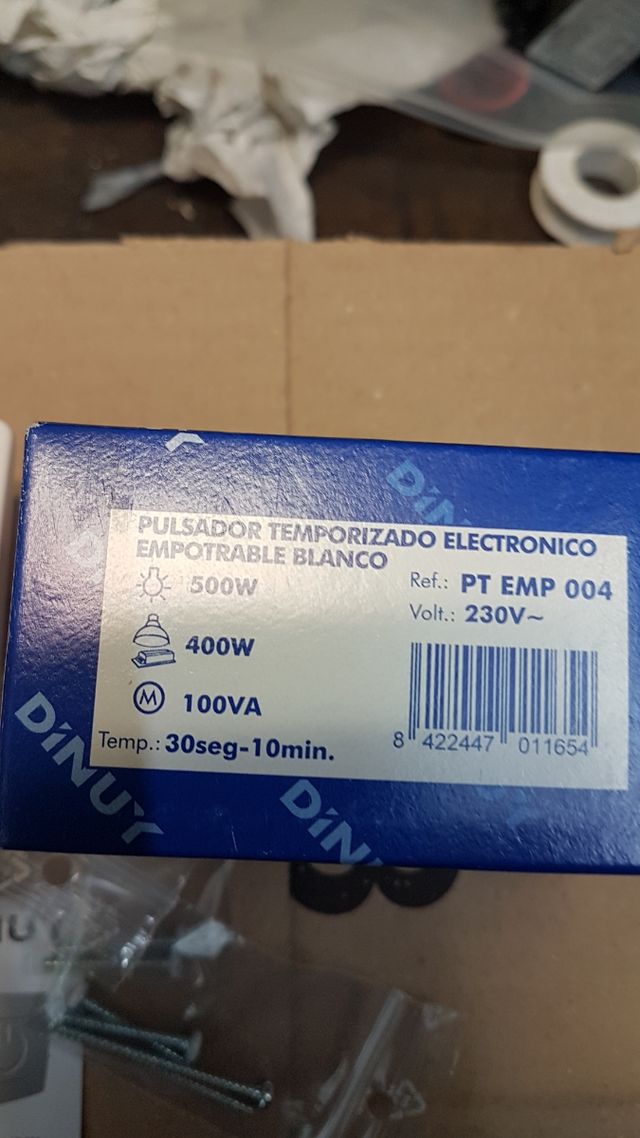 DiNUY
PULSADOR TEMPORIZADO ELECTRONICO
EMPOTRABLE BLANCO
500W
Ref.: PT EMP 004
Volt.: 230V~
400W
M 100VA
Temp.: 30seg-10min.
8 422447 011654
DiNUY
DiNUY